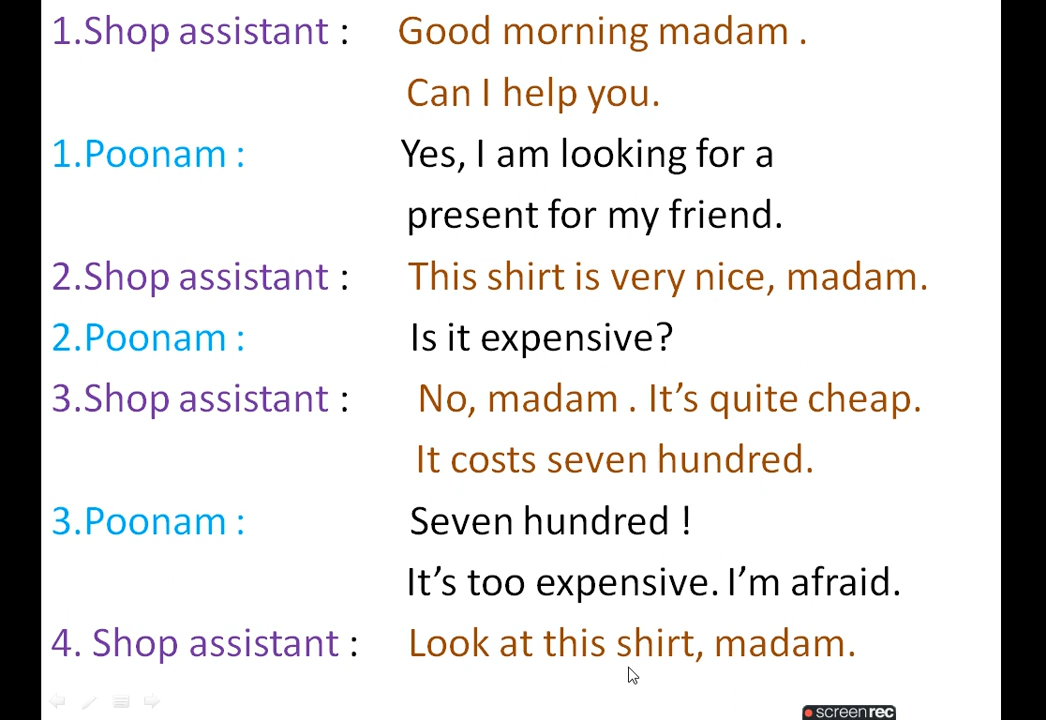 1.Shop assistant : Good morning madam .
Can I help you.
1.Poonam : Yes, I am looking for a
present for my friend.
2.Shop assistant : This shirt is very nice, madam.
2.Poonam : Is it expensive?
3.Shop assistant : No, madam . It's quite cheap.
It costs seven hundred.
3.Poonam : Seven hundred !
It's too expensive. I'm afraid.
4. Shop assistant : Look at this shirt, madam.
screenrec